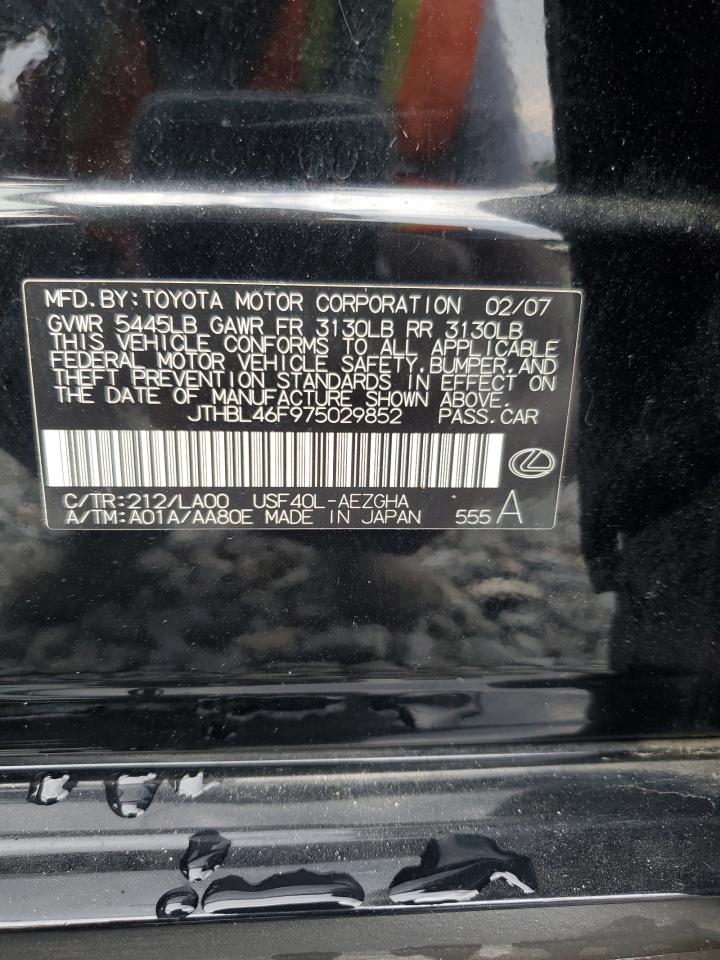 MFD. BY: TOYOTA MOTOR CORPORATION 02/07
GVWR 5445LB GAWR FR 3130LB RR 3130LB
THIS VEHICLE CONFORMS TO ALL APPLICABLE
FEDERAL MOTOR VEHICLE SAFETY, BUMPER, AND
THEFT PREVENTION STANDARDS IN EFFECT ON
THE DATE OF MANUFACTURE SHOWN ABOVE.
JTHBL46F975029852 PASS. CAR
C/TR: 212/LA00 USF40L-AEZGHA
A/TM: A01A/AA80E MADE IN JAPAN 555 A